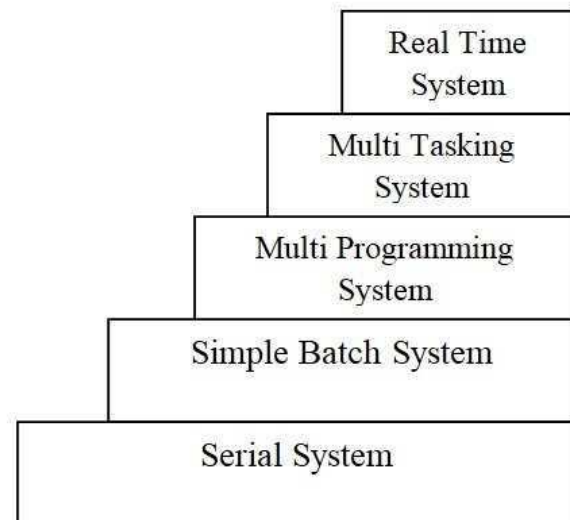 Real Time
System
Multi Tasking
System
Multi Programming
System
Simple Batch System
Serial System